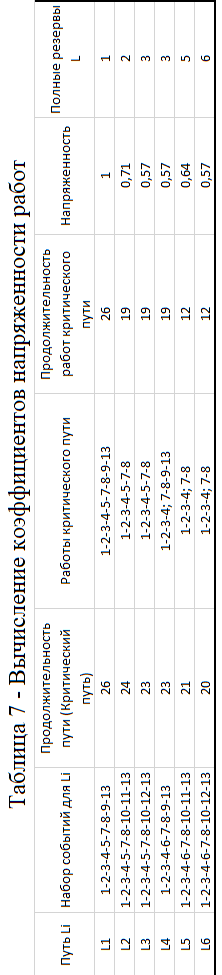 Таблица 7 - Вычисление коэффициентов напряженности работ
Путь Li Набор событий для Li Продолжительность пути (Критический путь) Работы критического пути Продолжительность работ критического пути Напряженность Полные резервы L
L1 1-2-3-4-5-7-8-9-13 26 1-2-3-4-5-7-8-9-13 26 1 1
L2 1-2-3-4-5-7-8-10-11-13 24 1-2-3-4-5-7-8 19 0,71 2
L3 1-2-4-5-7-8-10-12-13 23 1-2-3-4-5-7-8 19 0,57 3
L4 1-2-3-4-6-7-8-9-13 23 1-2-3-4; 7-8-9-13 19 0,57 3
L5 1-2-3-4-6-7-8-10-11-13 21 1-2-3-4; 7-8 12 0,64 5
L6 1-2-3-4-6-7-8-10-12-13 20 1-2-3-4; 7-8 12 0,57 6